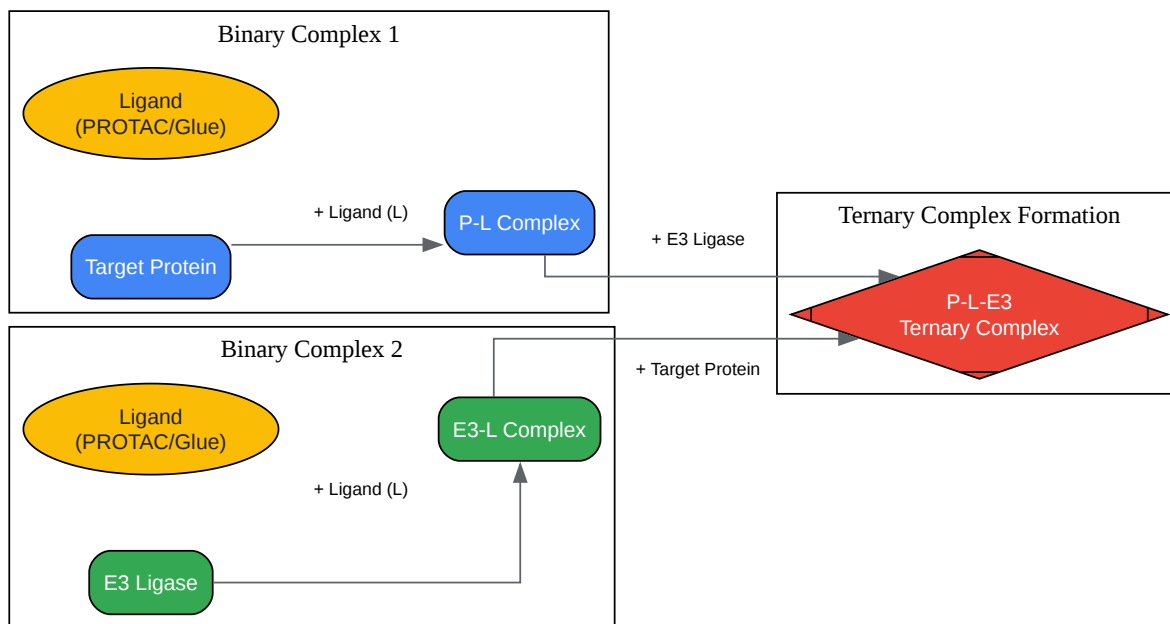 Binary Complex 1
Ligand
(PROTAC/Glue)
+ Ligand (L)
P-L Complex
Target Protein
+ E3 Ligase
Ternary Complex Formation
P-L-E3
Ternary Complex
Binary Complex 2
+ Target Protein
Ligand
(PROTAC/Glue)
E3-L Complex
+ Ligand (L)
E3 Ligase